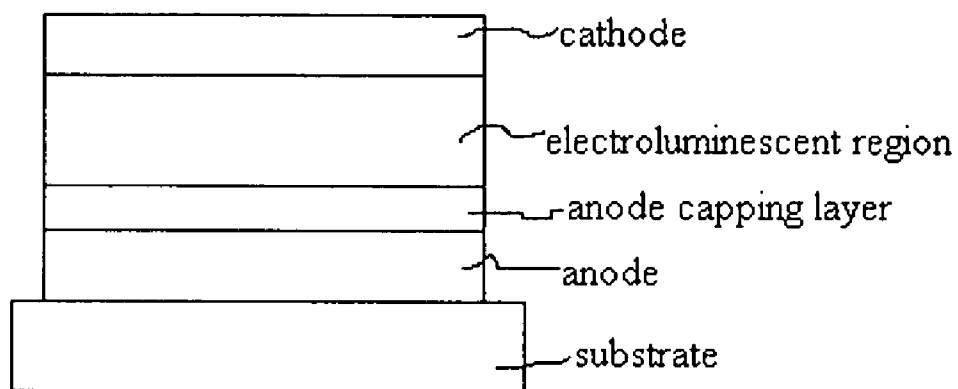 cathode
electroluminescent region
anode capping layer
anode
substrate